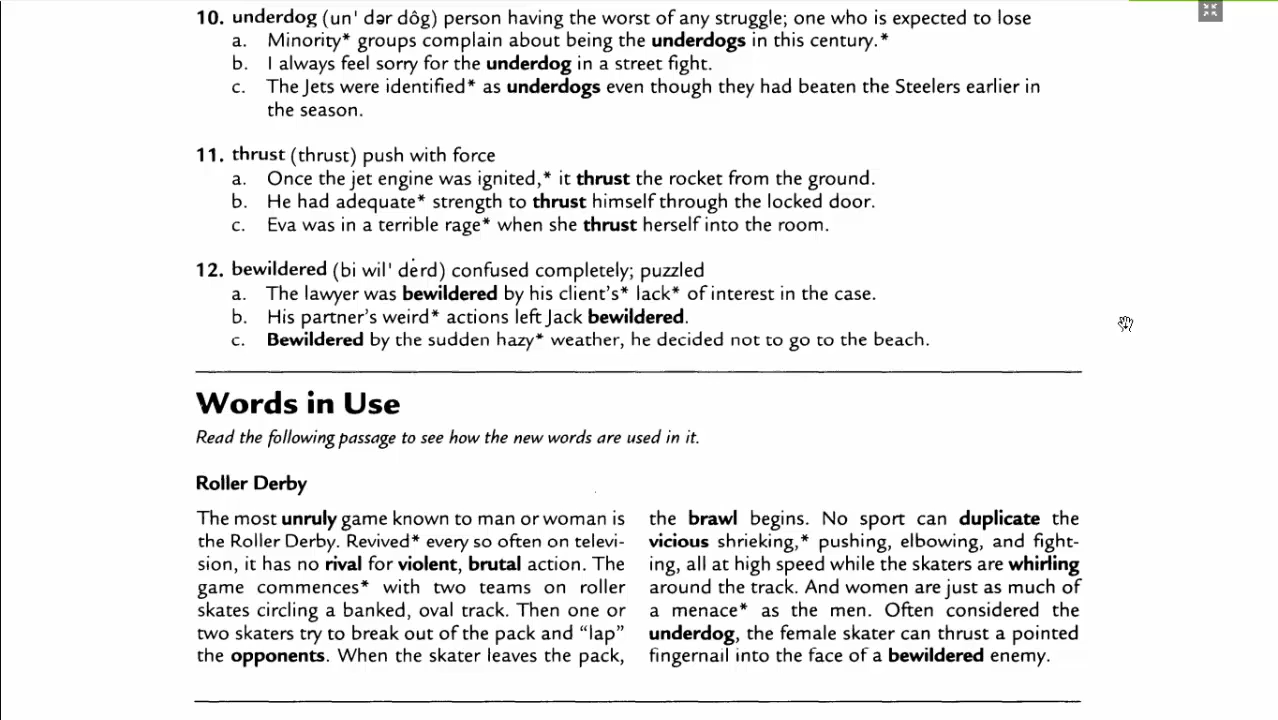 10. underdog (un' dər dôg) person having the worst of any struggle; one who is expected to lose
a. Minority* groups complain about being the underdogs in this century.*
b. I always feel sorry for the underdog in a street fight.
c. The Jets were identified* as underdogs even though they had beaten the Steelers earlier in
the season.
11. thrust (thrust) push with force
a. Once the jet engine was ignited,* it thrust the rocket from the ground.
b. He had adequate* strength to thrust himself through the locked door.
c. Eva was in a terrible rage* when she thrust herself into the room.
12. bewildered (bi wil' dėrd) confused completely; puzzled
a. The lawyer was bewildered by his client's* lack* of interest in the case.
b. His partner's weird* actions left Jack bewildered.
c. Bewildered by the sudden hazy* weather, he decided not to go to the beach.
Words in Use
Read the following passage to see how the new words are used in it.
Roller Derby
The most unruly game known to man or woman is
the Roller Derby. Revived* every so often on televi-
sion, it has no rival for violent, brutal action. The
game commences* with two teams on roller
skates circling a banked, oval track. Then one or
two skaters try to break out of the pack and “lap”
the opponents. When the skater leaves the pack,
the brawl begins. No sport can duplicate the
vicious shrieking,* pushing, elbowing, and fight-
ing, all at high speed while the skaters are whirling
around the track. And women are just as much of
a menace* as the men. Often considered the
underdog, the female skater can thrust a pointed
fingernail into the face of a bewildered enemy.